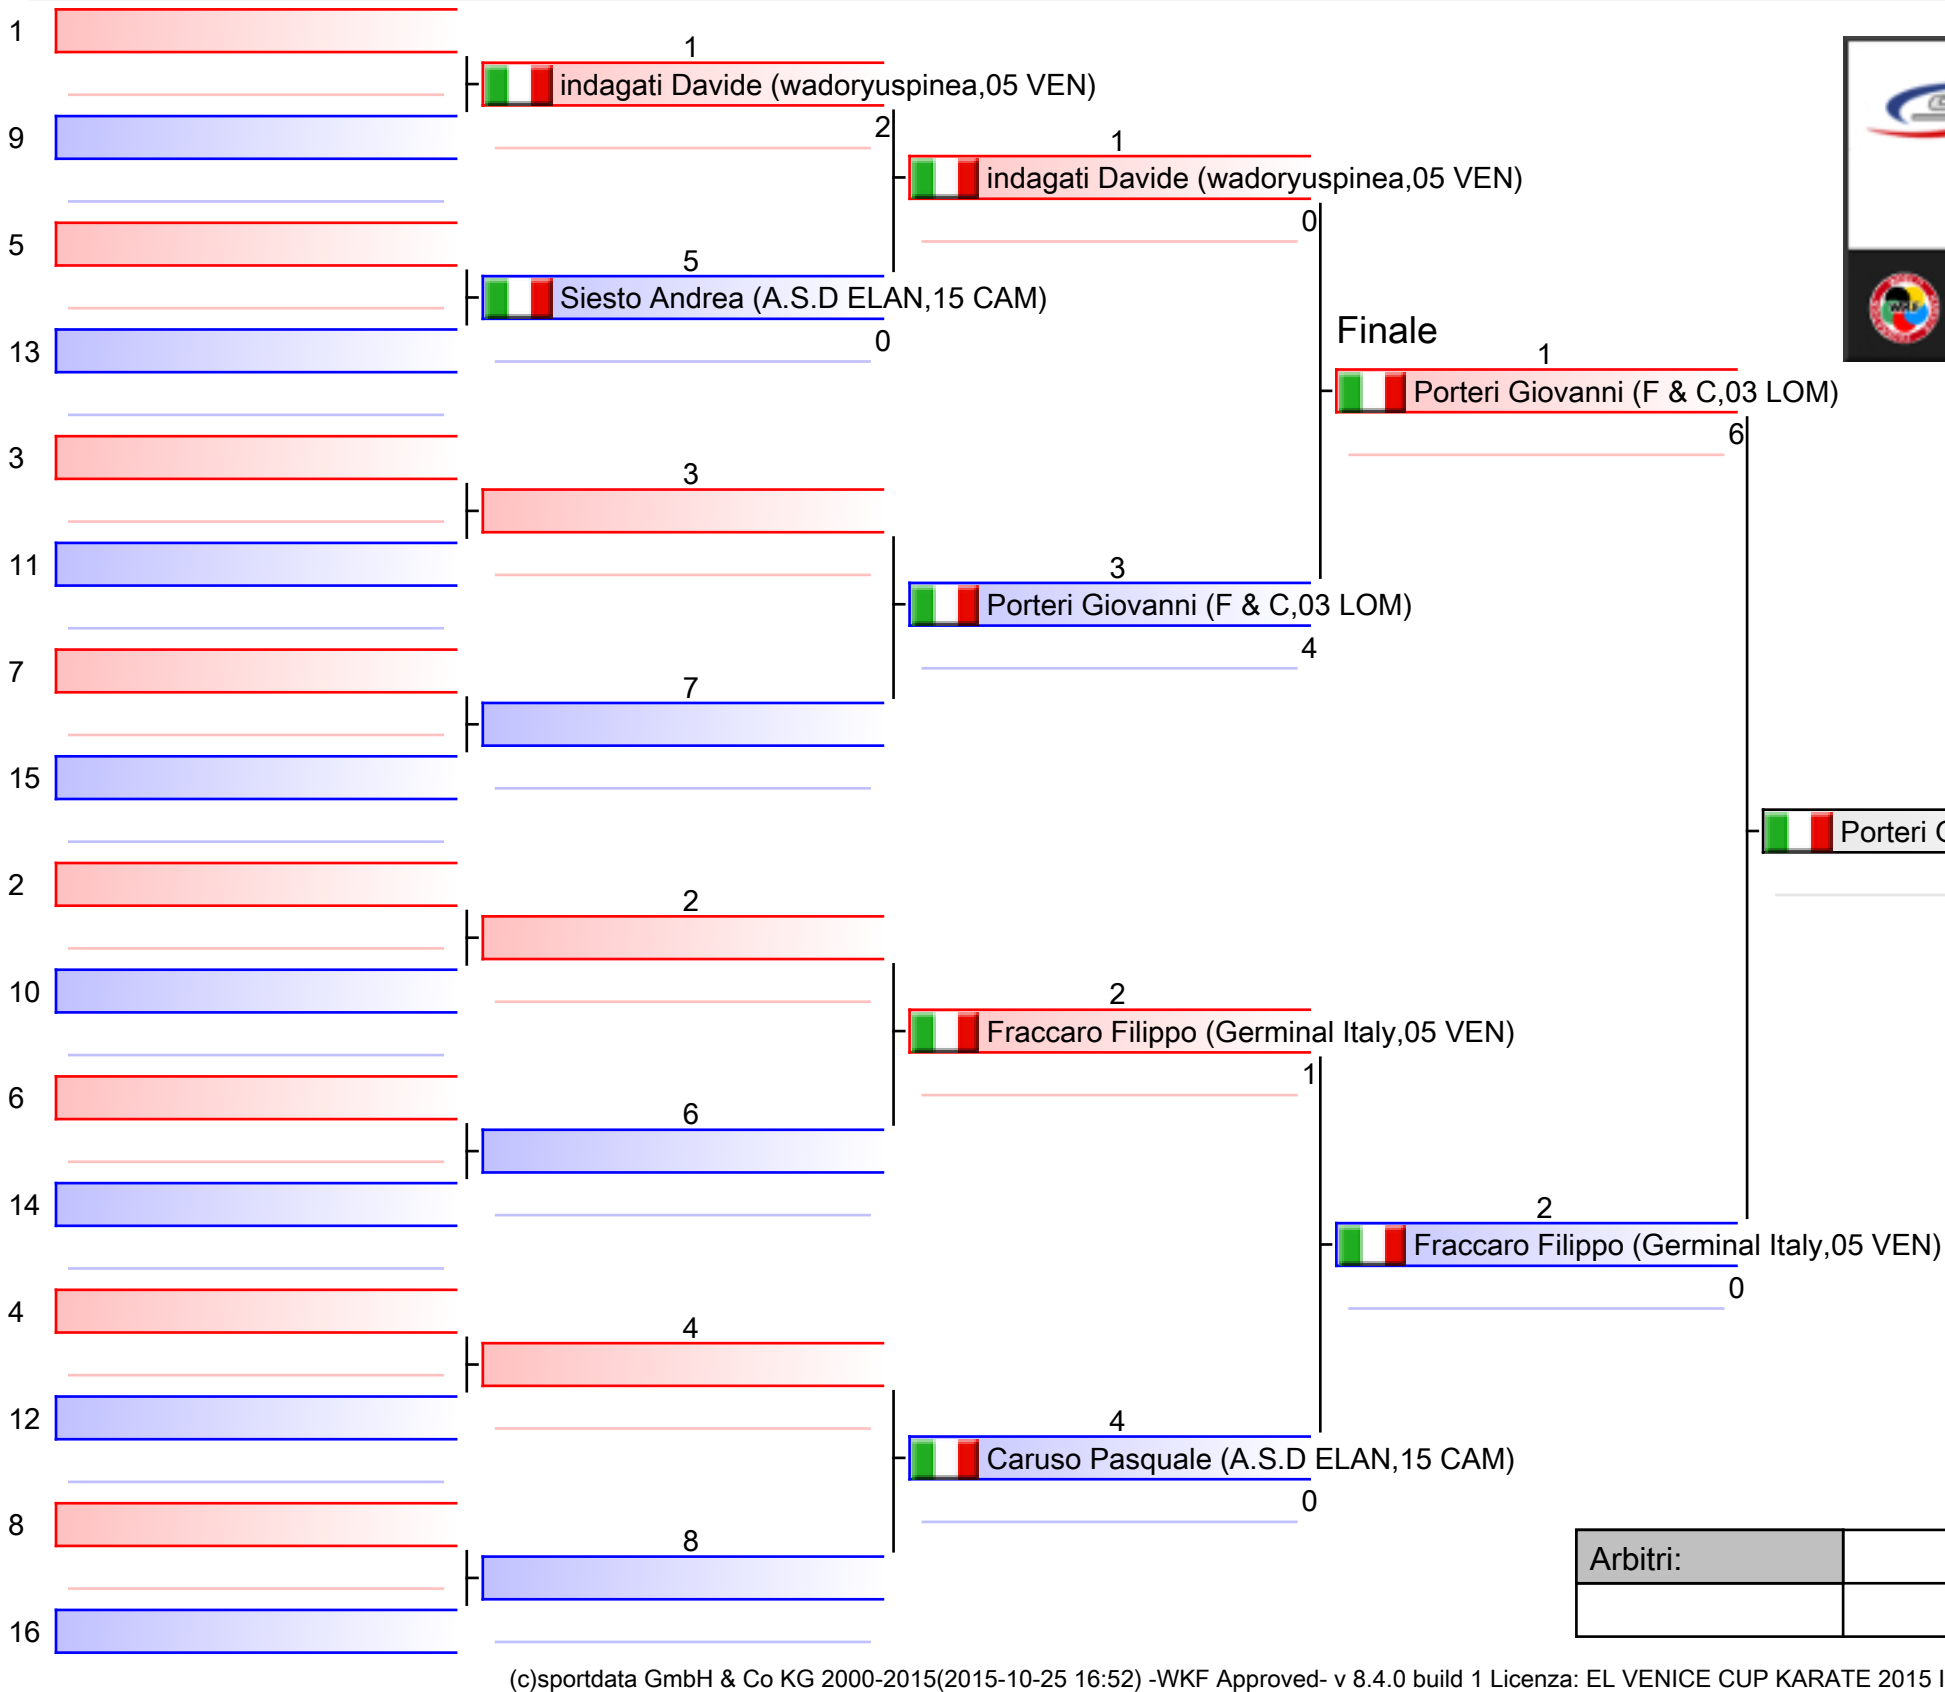 1
9
5
13
3
11
7
15
2
10
6
14
4
12
8
16
1
indagati Davide (wadoryuspinea,05 VEN)
2
5
Siesto Andrea (A.S.D ELAN,15 CAM)
0
3
7
2
6
4
8
1
indagati Davide (wadoryuspinea,05 VEN)
0
3
Porteri Giovanni (F & C,03 LOM)
4
2
Fraccaro Filippo (Germinal Italy,05 VEN)
1
4
Caruso Pasquale (A.S.D ELAN,15 CAM)
0
Finale
1
Porteri Giovanni (F & C,03 LOM)
6
2
Fraccaro Filippo (Germinal Italy,05 VEN)
0
Porteri
WKF
Arbitri:
(c)sportdata GmbH & Co KG 2000-2015(2015-10-25 16:52) -WKF Approved- v 8.4.0 build 1 Licenza: EL VENICE CUP KARATE 2015